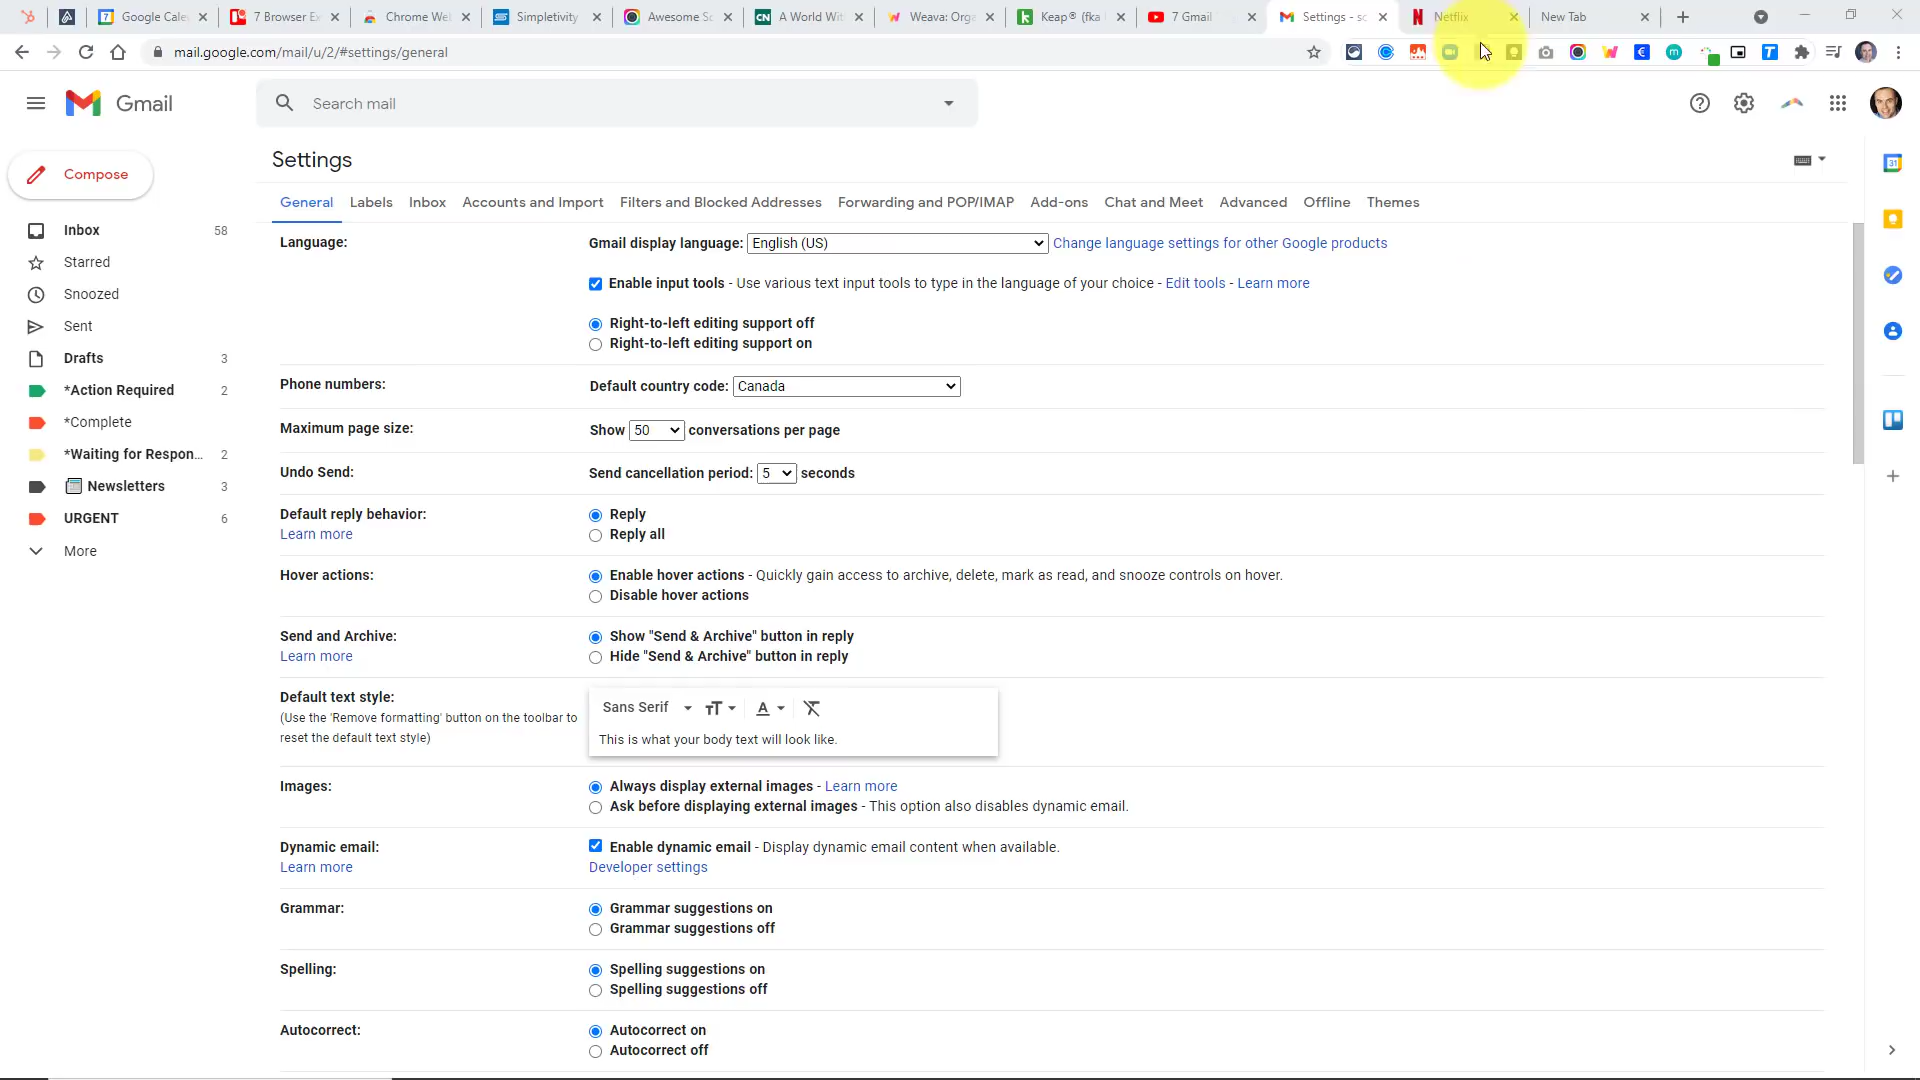 Google Cale
7 Browser Ex
Chrome Web
Simpletivity
Awesome Sc
A World With
Weava: Orga
Keap® (fka
7 Gmail
Settings - sc
Netflix
New Tab
mail.google.com/mail/u/2/#settings/general
Gmail
Search mail
Compose
Inbox 58
Starred
Snoozed
Sent
Drafts 3
*Action Required 2
*Complete
*Waiting for Respon... 2
Newsletters 3
URGENT 6
More
Settings
General Labels Inbox Accounts and Import Filters and Blocked Addresses Forwarding and POP/IMAP Add-ons Chat and Meet Advanced Offline Themes
Language:
Gmail display language: English (US) Change language settings for other Google products
Enable input tools - Use various text input tools to type in the language of your choice - Edit tools - Learn more
Right-to-left editing support off
Right-to-left editing support on
Phone numbers:
Default country code: Canada
Maximum page size:
Show 50 conversations per page
Undo Send:
Send cancellation period: 5 seconds
Default reply behavior:
Learn more
Reply
Reply all
Hover actions:
Enable hover actions - Quickly gain access to archive, delete, mark as read, and snooze controls on hover.
Disable hover actions
Send and Archive:
Learn more
Show "Send & Archive" button in reply
Hide "Send & Archive" button in reply
Default text style:
(Use the 'Remove formatting' button on the toolbar to
reset the default text style)
Sans Serif
This is what your body text will look like.
Images:
Always display external images - Learn more
Ask before displaying external images - This option also disables dynamic email.
Dynamic email:
Learn more
Enable dynamic email - Display dynamic email content when available.
Developer settings
Grammar:
Grammar suggestions on
Grammar suggestions off
Spelling:
Spelling suggestions on
Spelling suggestions off
Autocorrect:
Autocorrect on
Autocorrect off